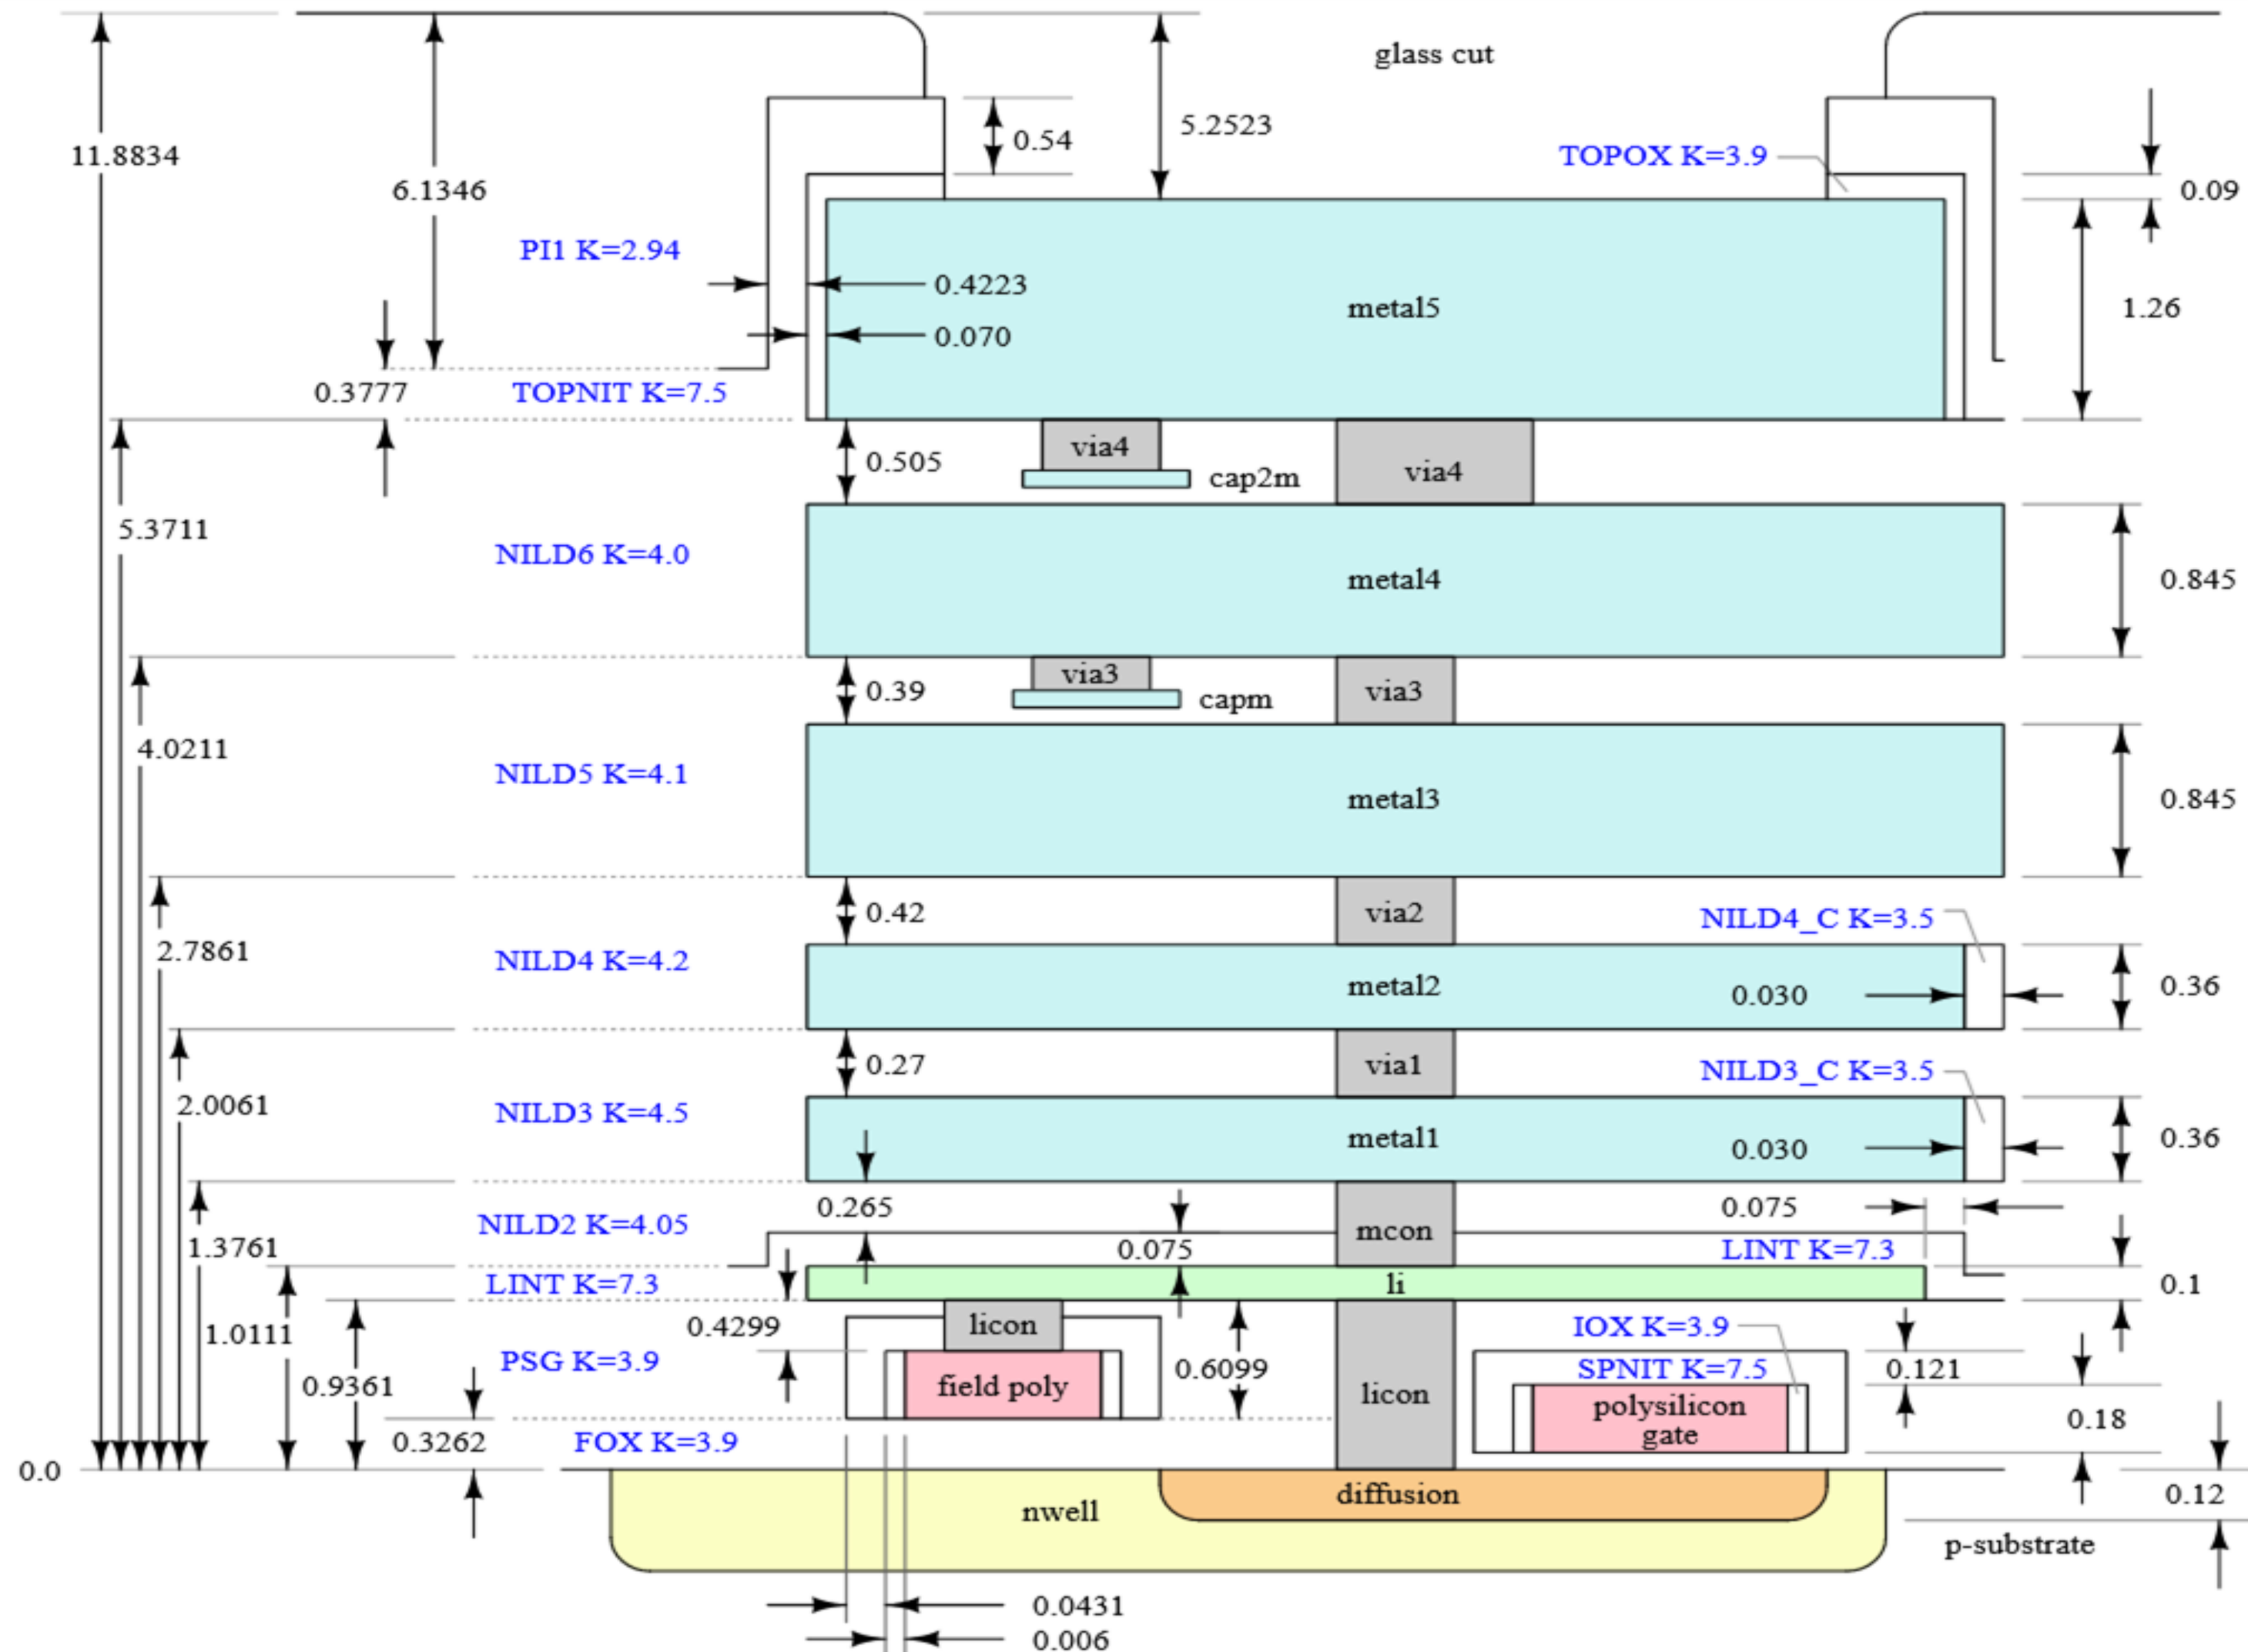 glass cut
11.8834
6.1346
0.54
5.2523
TOPOX K=3.9
0.09
PI1 K=2.94
0.4223
metal5
1.26
0.070
0.3777
TOPNIT K=7.5
0.505
via4
cap2m
via4
5.3711
NILD6 K=4.0
metal4
0.845
0.39
via3
capm
via3
4.0211
NILD5 K=4.1
metal3
0.845
0.42
via2
NILD4_C K=3.5
2.7861
NILD4 K=4.2
metal2
0.030
0.36
0.27
via1
NILD3_C K=3.5
2.0061
NILD3 K=4.5
metal1
0.030
0.36
0.265
0.075
NILD2 K=4.05
mcon
1.3761
0.075
LINT K=7.3
LINT K=7.3
li
0.1
1.0111
0.4299
licon
IOX K=3.9
PSG K=3.9
0.6099
SPNIT K=7.5
0.121
0.9361
field poly
licon
polysilicon
gate
0.18
0.3262
FOX K=3.9
0.0
diffusion
0.12
nwell
p-substrate
0.0431
0.006